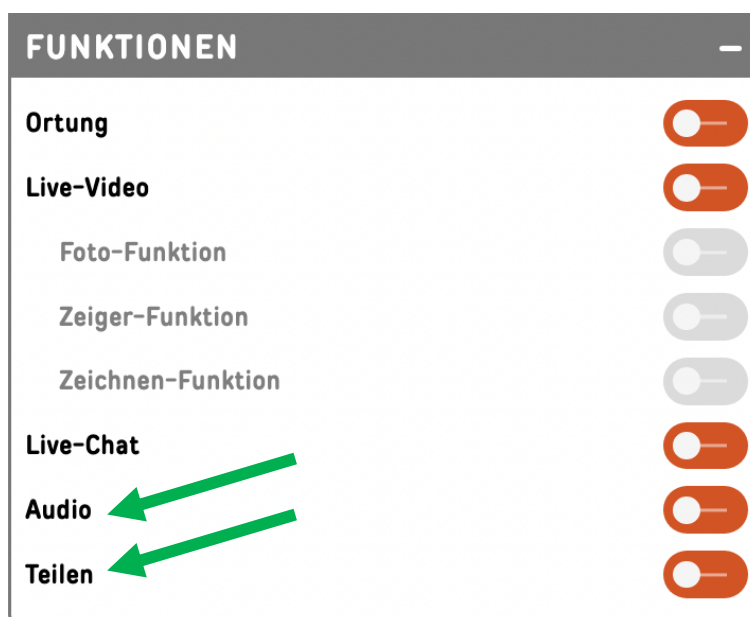 FUNKTIONEN
Ortung
Live-Video
Foto-Funktion
Zeiger-Funktion
Zeichnen-Funktion
Live-Chat
Audio
Teilen